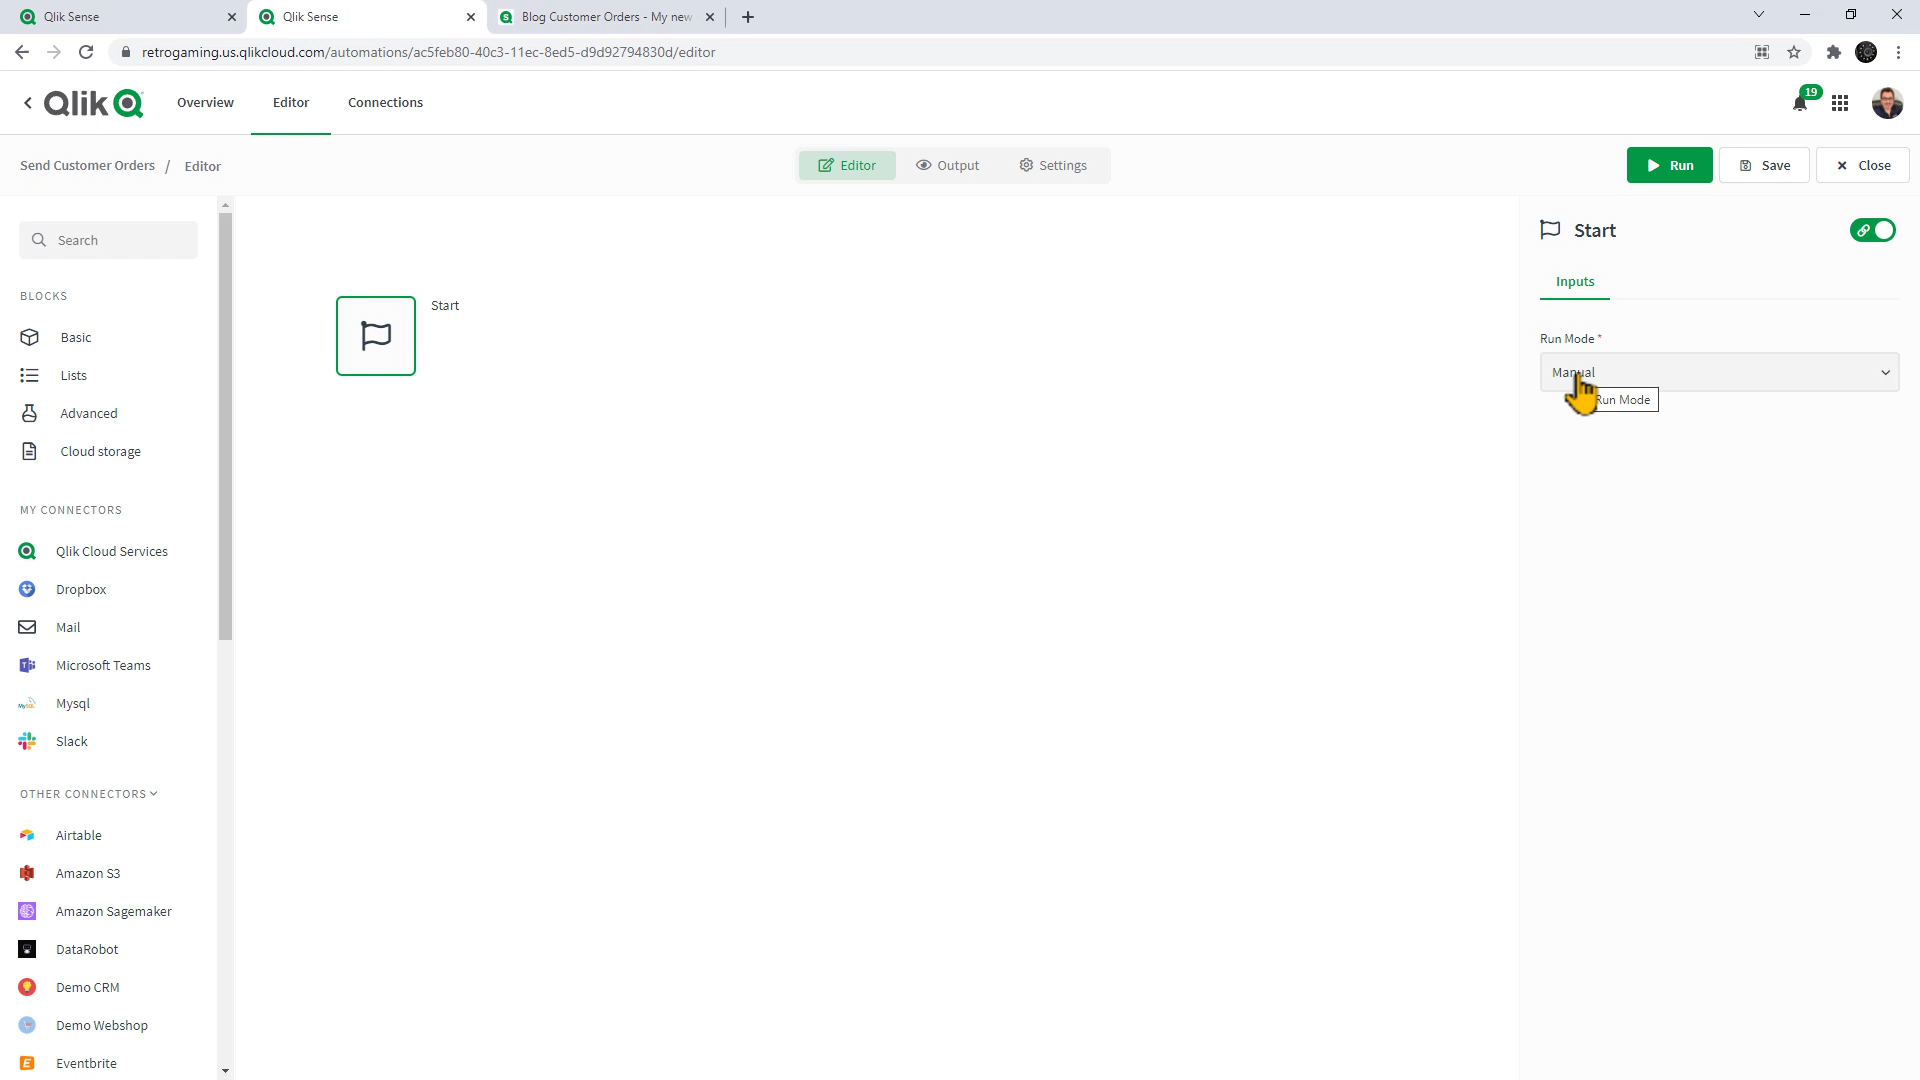 Qlik Sense
Qlik Sense
Blog Customer Orders - My new
retrogaming.us.qlikcloud.com/automations/ac5feb80-40c3-11ec-8ed5-d9d92794830d/editor
Qlik
Overview
Editor
Connections
19
Send Customer Orders / Editor
Editor
Output
Settings
Run
Save
Close
Search
BLOCKS
Basic
Lists
Advanced
Cloud storage
MY CONNECTORS
Qlik Cloud Services
Dropbox
Mail
Microsoft Teams
Mysql
Slack
OTHER CONNECTORS
Airtable
Amazon S3
Amazon Sagemaker
DataRobot
Demo CRM
Demo Webshop
Eventbrite
Start
Start
Inputs
Run Mode *
Manual
Run Mode